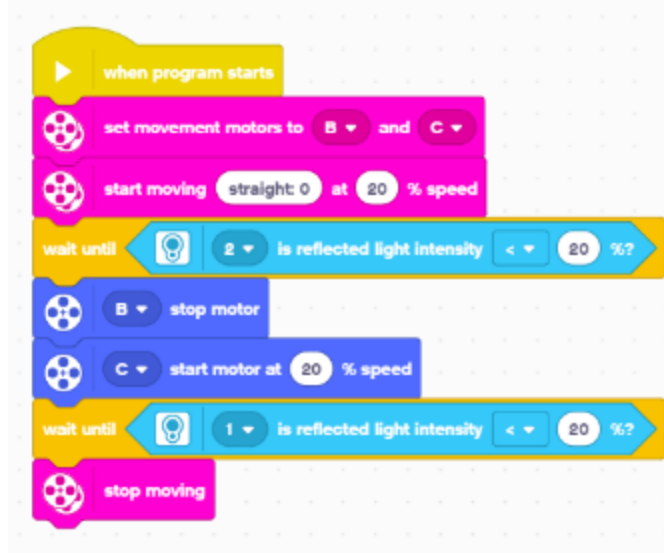 when program starts
set movement motors to B and C
start moving straight: 0 at 20 % speed
wait until 2 is reflected light intensity < 20 %?
B stop motor
C start motor at 20 % speed
wait until 1 is reflected light intensity < 20 %?
stop moving